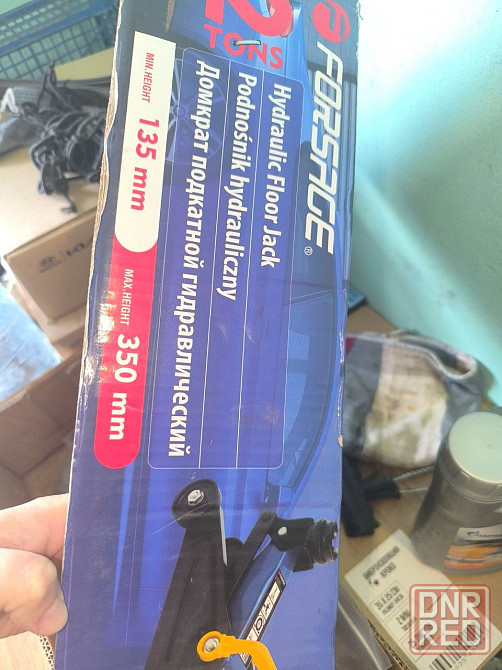 FORSAGE®
2
TONS
Hydraulic Floor Jack
Podnośnik hydrauliczny
Домкрат подкатной гидравлический
MIN.HEIGHT 135 mm
MAX.HEIGHT 350 mm
DNR
RED